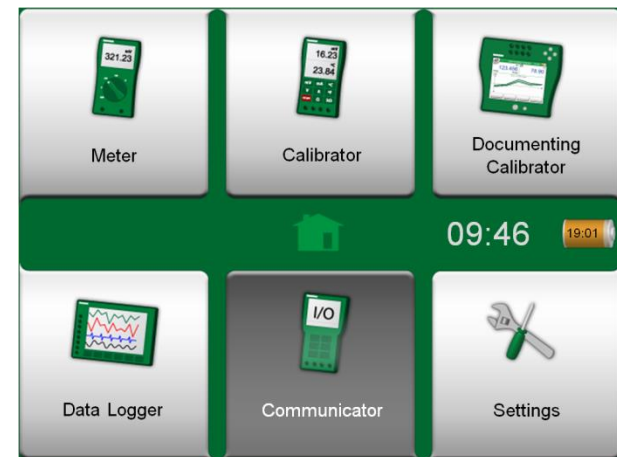 321.23
Meter
16.23
23.84
Calibrator
Documenting
Calibrator
09:46
19:01
Data Logger
I/O
Communicator
Settings